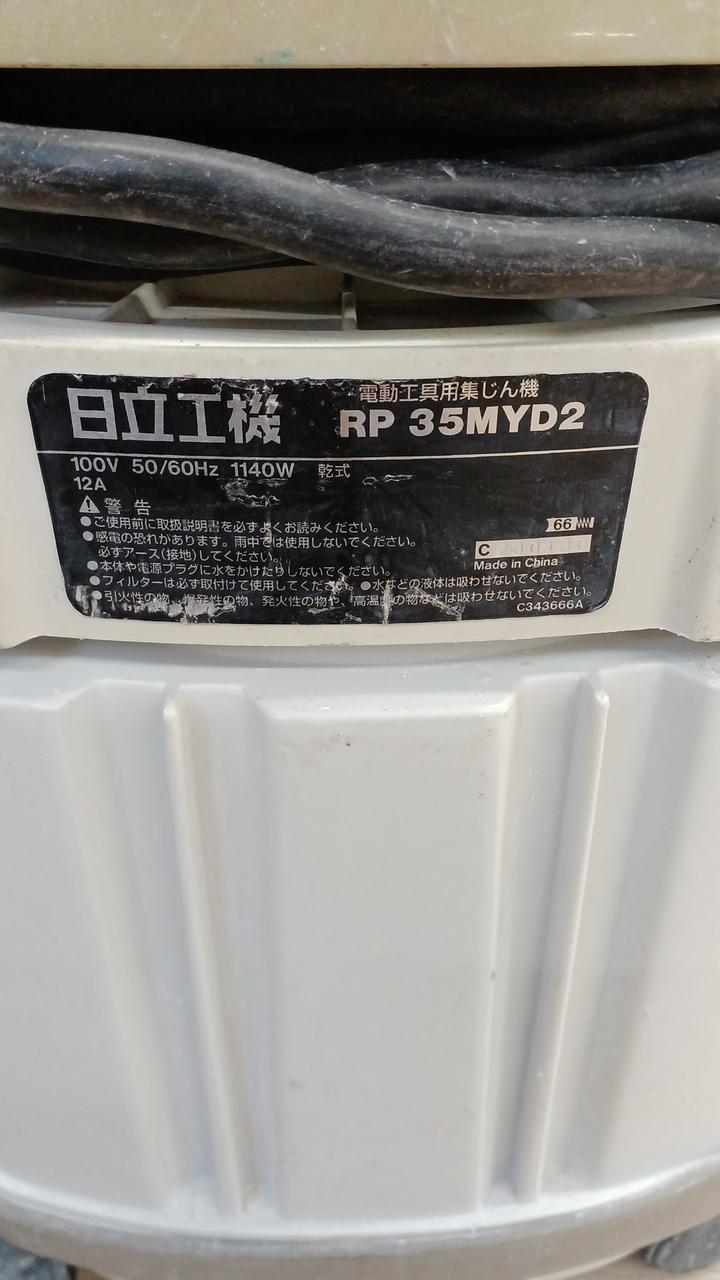 日立工機
電動工具用集じん機
RP 35MYD2
100V 50/60Hz 1140W 乾式
12A
警告
●ご使用前に取扱説明書を必ずよくお読みください。
●感電の恐れがあります。雨中では使用しないでください。
必ずアース(接地)してください。
●本体や電源プラグに水をかけたりしないでください。
●フィルターは必ず取付けて使用してください。●水などの液体は吸わせないでください。
●引火性の物、爆発性の物、発火性の物や、高温の物などは吸わせないでください。
66
C
Made in China
C343666A